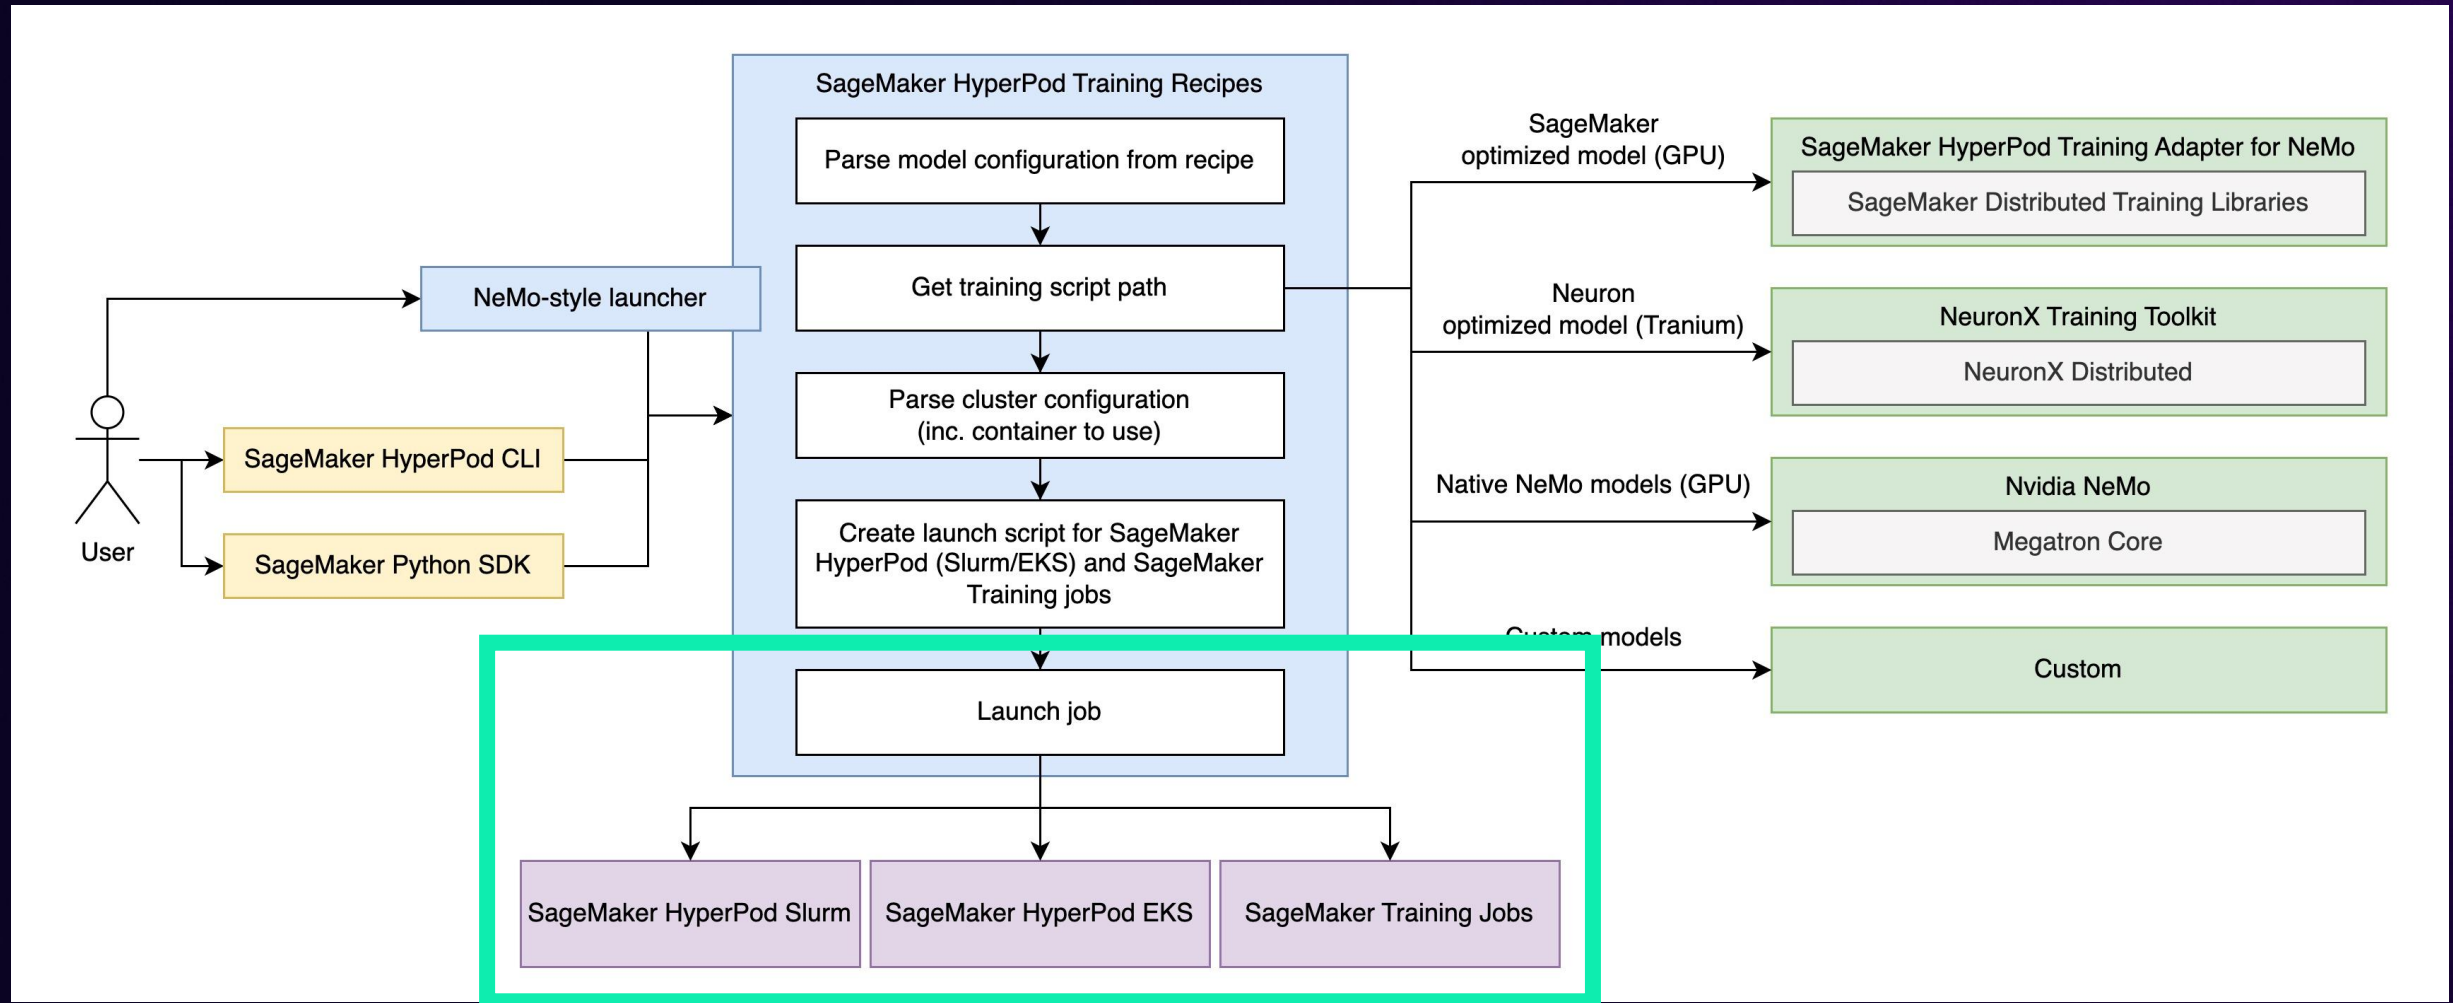 SageMaker HyperPod Training Recipes
Parse model configuration from recipe
Get training script path
Parse cluster configuration
(inc. container to use)
Create launch script for SageMaker
HyperPod (Slurm/EKS) and SageMaker
Training jobs
Launch job
NeMo-style launcher
SageMaker HyperPod CLI
SageMaker Python SDK
User
SageMaker
optimized model (GPU)
SageMaker HyperPod Training Adapter for NeMo
SageMaker Distributed Training Libraries
Neuron
optimized model (Tranium)
NeuronX Training Toolkit
NeuronX Distributed
Native NeMo models (GPU)
Nvidia NeMo
Megatron Core
Custom models
Custom
SageMaker HyperPod Slurm
SageMaker HyperPod EKS
SageMaker Training Jobs